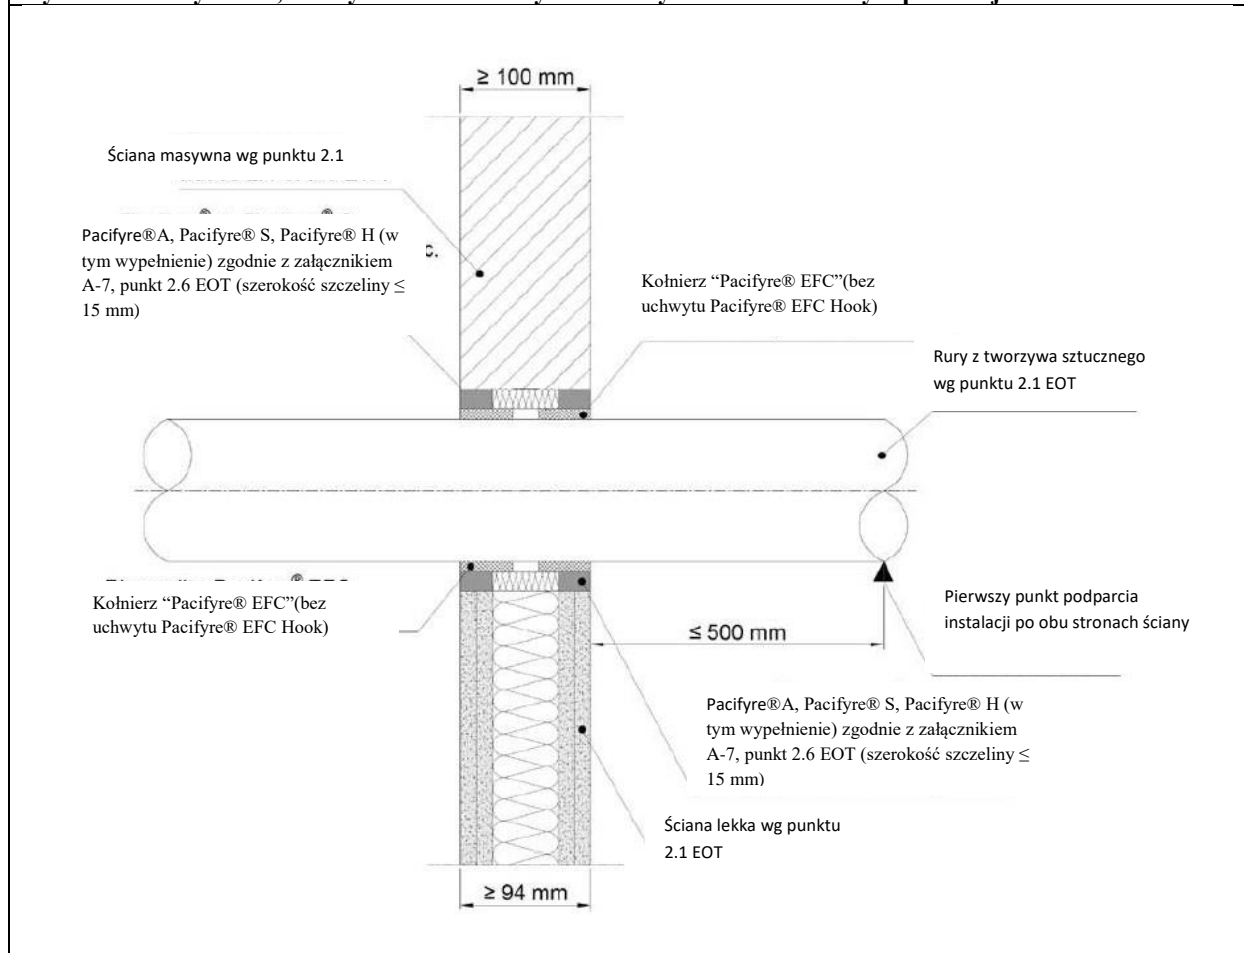 ≥ 100 mm
Ściana masywna wg punktu 2.1
Pacifyre®A, Pacifyre® S, Pacifyre® H (w
tym wypełnienie) zgodnie z załącznikiem
A-7, punkt 2.6 EOT (szerokość szczeliny ≤
15 mm)
c.
Kołnierz “Pacifyre® EFC”(bez
uchwytu Pacifyre® EFC Hook)
Rury z tworzywa sztucznego
wg punktu 2.1 EOT
Kołnierz “Pacifyre® EFC”(bez
uchwytu Pacifyre® EFC Hook)
≤ 500 mm
Pierwszy punkt podparcia
instalacji po obu stronach ściany
Pacifyre®A, Pacifyre® S, Pacifyre® H (w
tym wypełnienie) zgodnie z załącznikiem
A-7, punkt 2.6 EOT (szerokość szczeliny ≤
15 mm)
Ściana lekka wg punktu
2.1 EOT
≥ 94 mm